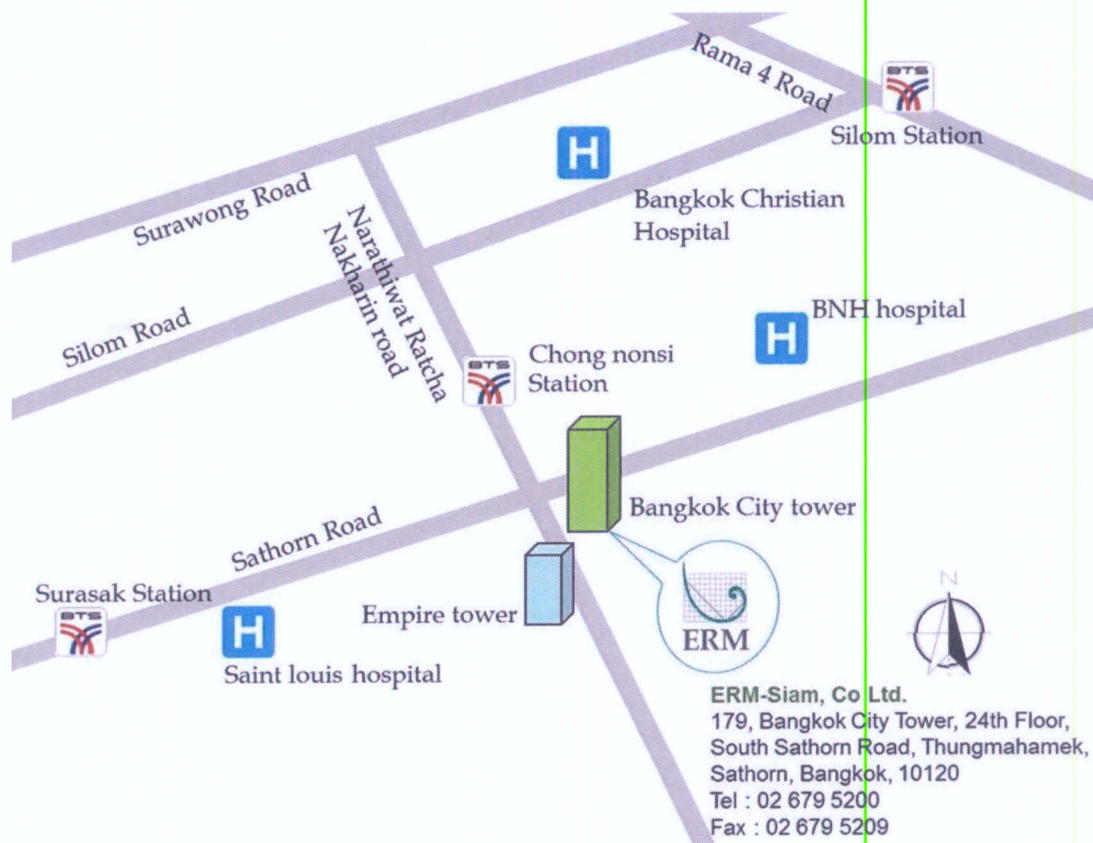 Rama 4 Road
BTS
Silom Station
H
Surawong Road
Bangkok Christian
Hospital
Narathiwat Ratcha
Nakharin road
Silom Road
BNH hospital
H
BTS
Chong nonsi
Station
Bangkok City tower
Sathorn Road
Surasak Station
BTS
H
Saint louis hospital
Empire tower
ERM
N
ERM-Siam, Co Ltd.
179, Bangkok City Tower, 24th Floor,
South Sathorn Road, Thungmahamek,
Sathorn, Bangkok, 10120
Tel : 02 679 5200
Fax : 02 679 5209